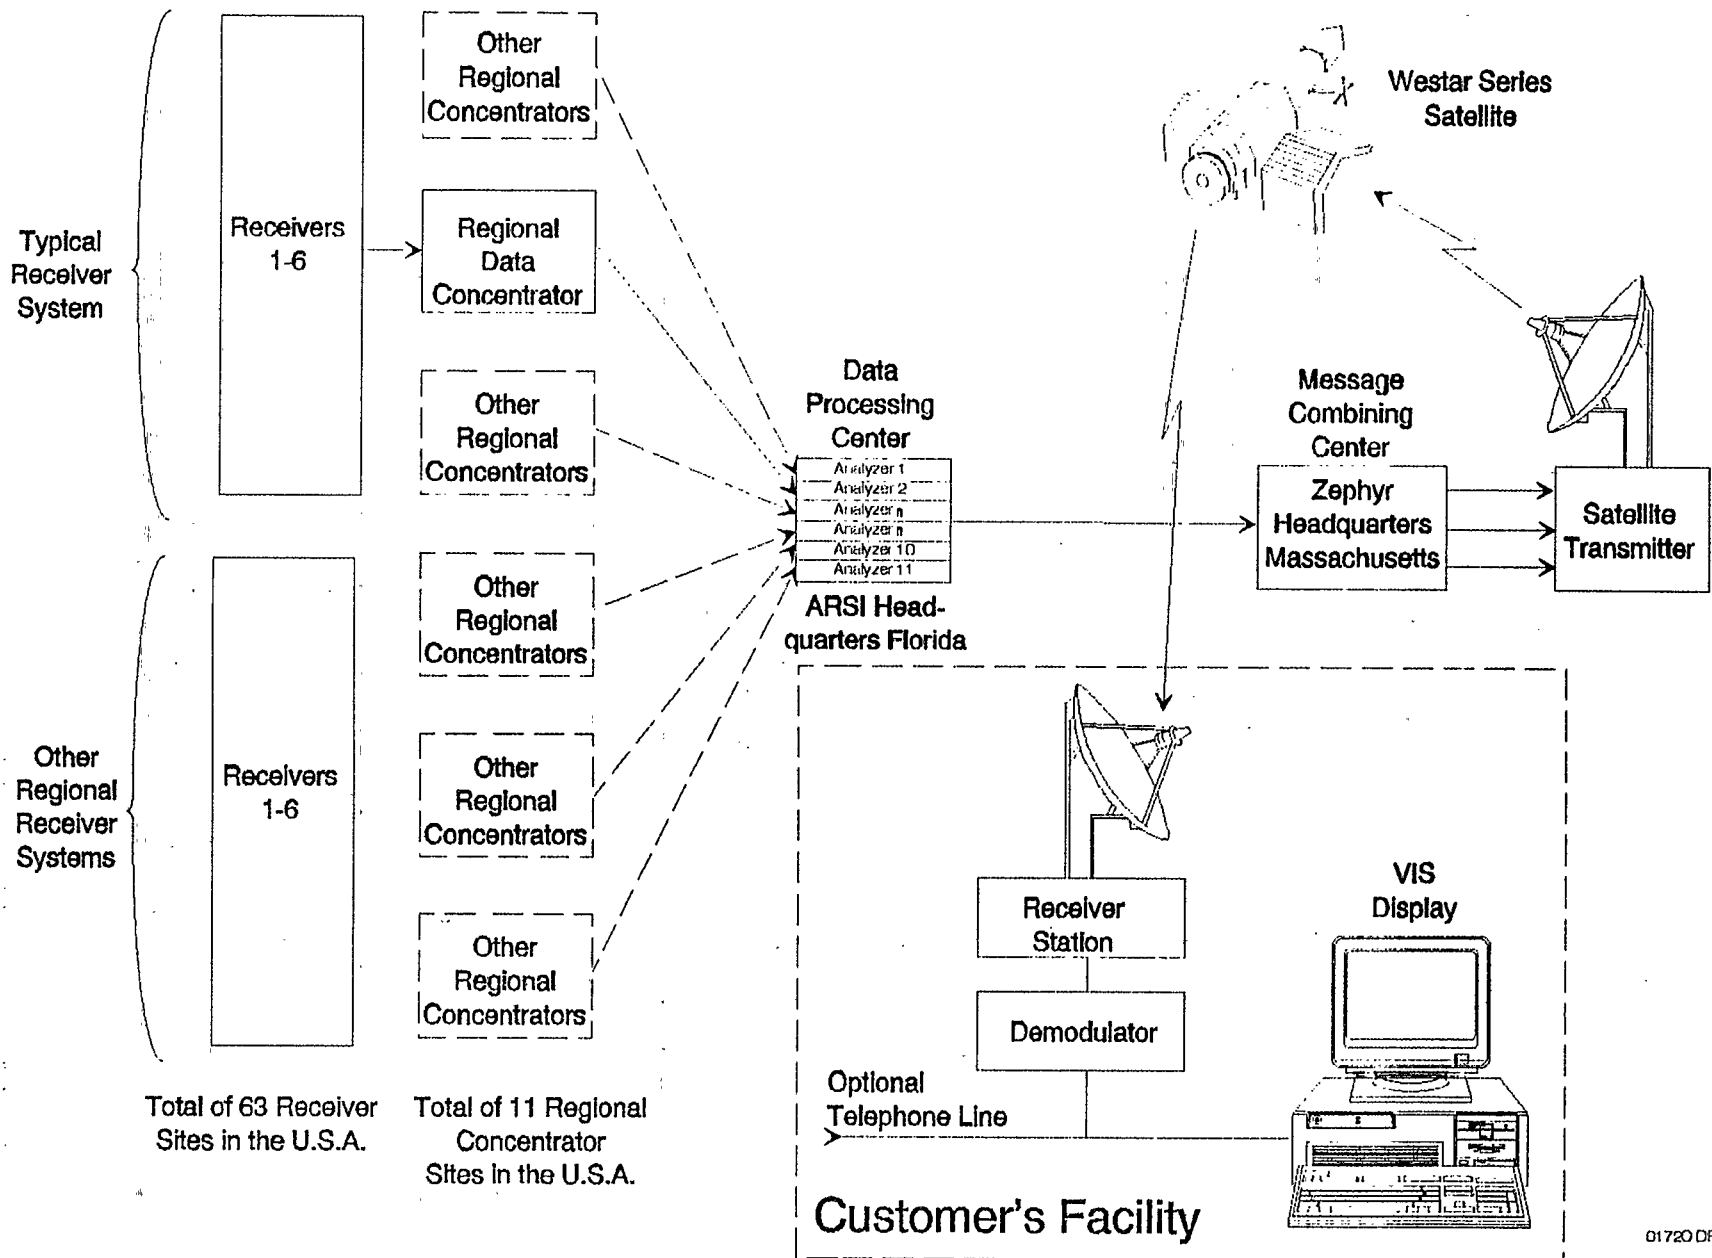 Typical
Receiver
System
Receivers
1-6
Other
Regional
Concentrators
Regional
Data
Concentrator
Other
Regional
Concentrators
Other
Regional
Receiver
Systems
Receivers
1-6
Other
Regional
Concentrators
Other
Regional
Concentrators
Other
Regional
Concentrators
Total of 63 Receiver
Sites in the U.S.A.
Total of 11 Regional
Concentrator
Sites in the U.S.A.
Data
Processing
Center
Analyzer 1
Analyzer 2
Analyzer n
Analyzer n
Analyzer 10
Analyzer 11
ARSI Head-
quarters Florida
Westar Series
Satellite
Message
Combining
Center
Zephyr
Headquarters
Massachusetts
Satellite
Transmitter
Receiver
Station
Demodulator
Optional
Telephone Line
VIS
Display
Customer's Facility